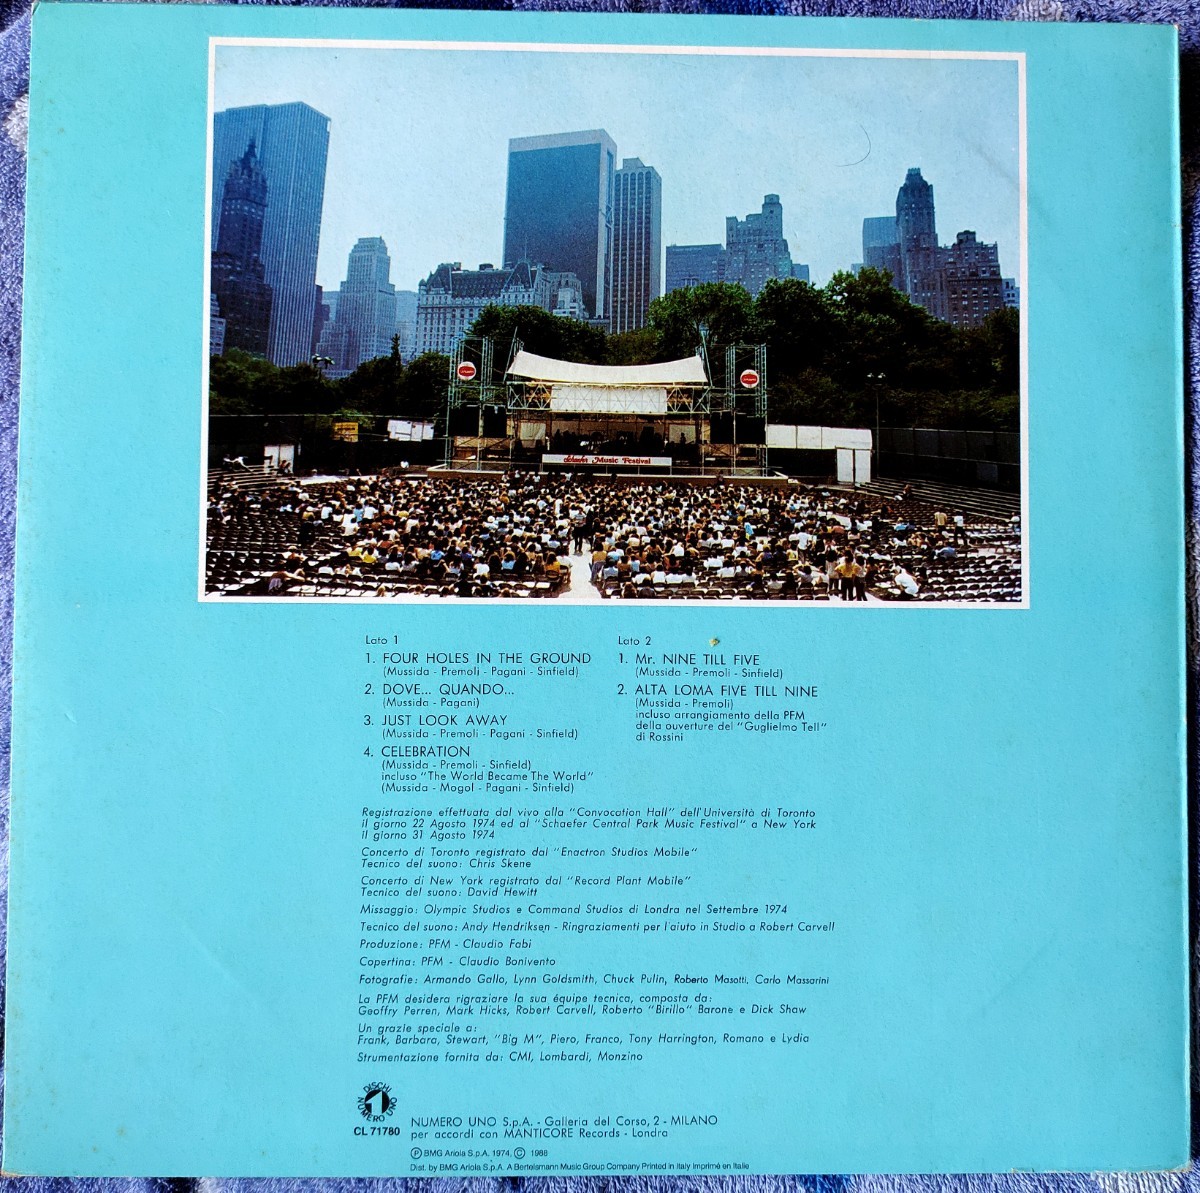 Schaefer Music Festival
Lato 1
1. FOUR HOLES IN THE GROUND
(Mussida - Premoli - Pagani - Sinfield)
2. DOVE... QUANDO...
(Mussida - Pagani)
3. JUST LOOK AWAY
(Mussida - Premoli - Pagani - Sinfield)
4. CELEBRATION
(Mussida - Premoli - Sinfield)
incluso "The World Became The World"
(Mussida - Mogol - Pagani - Sinfield)
Lato 2
1. Mr. NINE TILL FIVE
(Mussida - Premoli - Sinfield)
2. ALTA LOMA FIVE TILL NINE
(Mussida - Premoli)
incluso arrangiamento della PFM
della ouverture del "Guglielmo Tell"
di Rossini
Registrazione effettuata dal vivo alla "Convocation Hall" dell'Università di Toronto
il giorno 22 Agosto 1974 ed al "Schaefer Central Park Music Festival" a New York
il giorno 31 Agosto 1974
Concerto di Toronto registrato dal "Enactron Studios Mobile"
Tecnico del suono: Chris Skene
Concerto di New York registrato dal "Record Plant Mobile"
Tecnico del suono: David Hewitt
Missaggio: Olympic Studios e Command Studios di Londra nel Settembre 1974
Tecnico del suono: Andy Hendriksen - Ringraziamenti per l'aiuto in Studio a Robert Carvell
Produzione: PFM - Claudio Fabi
Copertina: PFM - Claudio Bonivento
Fotografie: Armando Gallo, Lynn Goldsmith, Chuck Pulin, Roberto Masotti, Carlo Massarini
La PFM desidera rigraziare la sua équipe tecnica, composta da:
Geoffry Perren, Mark Hicks, Robert Carvell, Roberto "Birillo" Barone e Dick Shaw
Un grazie speciale a:
Frank, Barbara, Stewart, "Big M", Piero, Franco, Tony Harrington, Romano e Lydia
Strumentazione fornita da: CMI, Lombardi, Monzino
DISCHI
1
NUMERO UNO
CL 71780
NUMERO UNO S.p.A. - Galleria del Corso, 2 - MILANO
per accordi con MANTICORE Records - Londra
Ⓟ BMG Ariola S.p.A. 1974, © 1988
Dist. by BMG Ariola S.p.A. A Bertelsmann Music Group Company Printed in Italy Imprimé en Italie